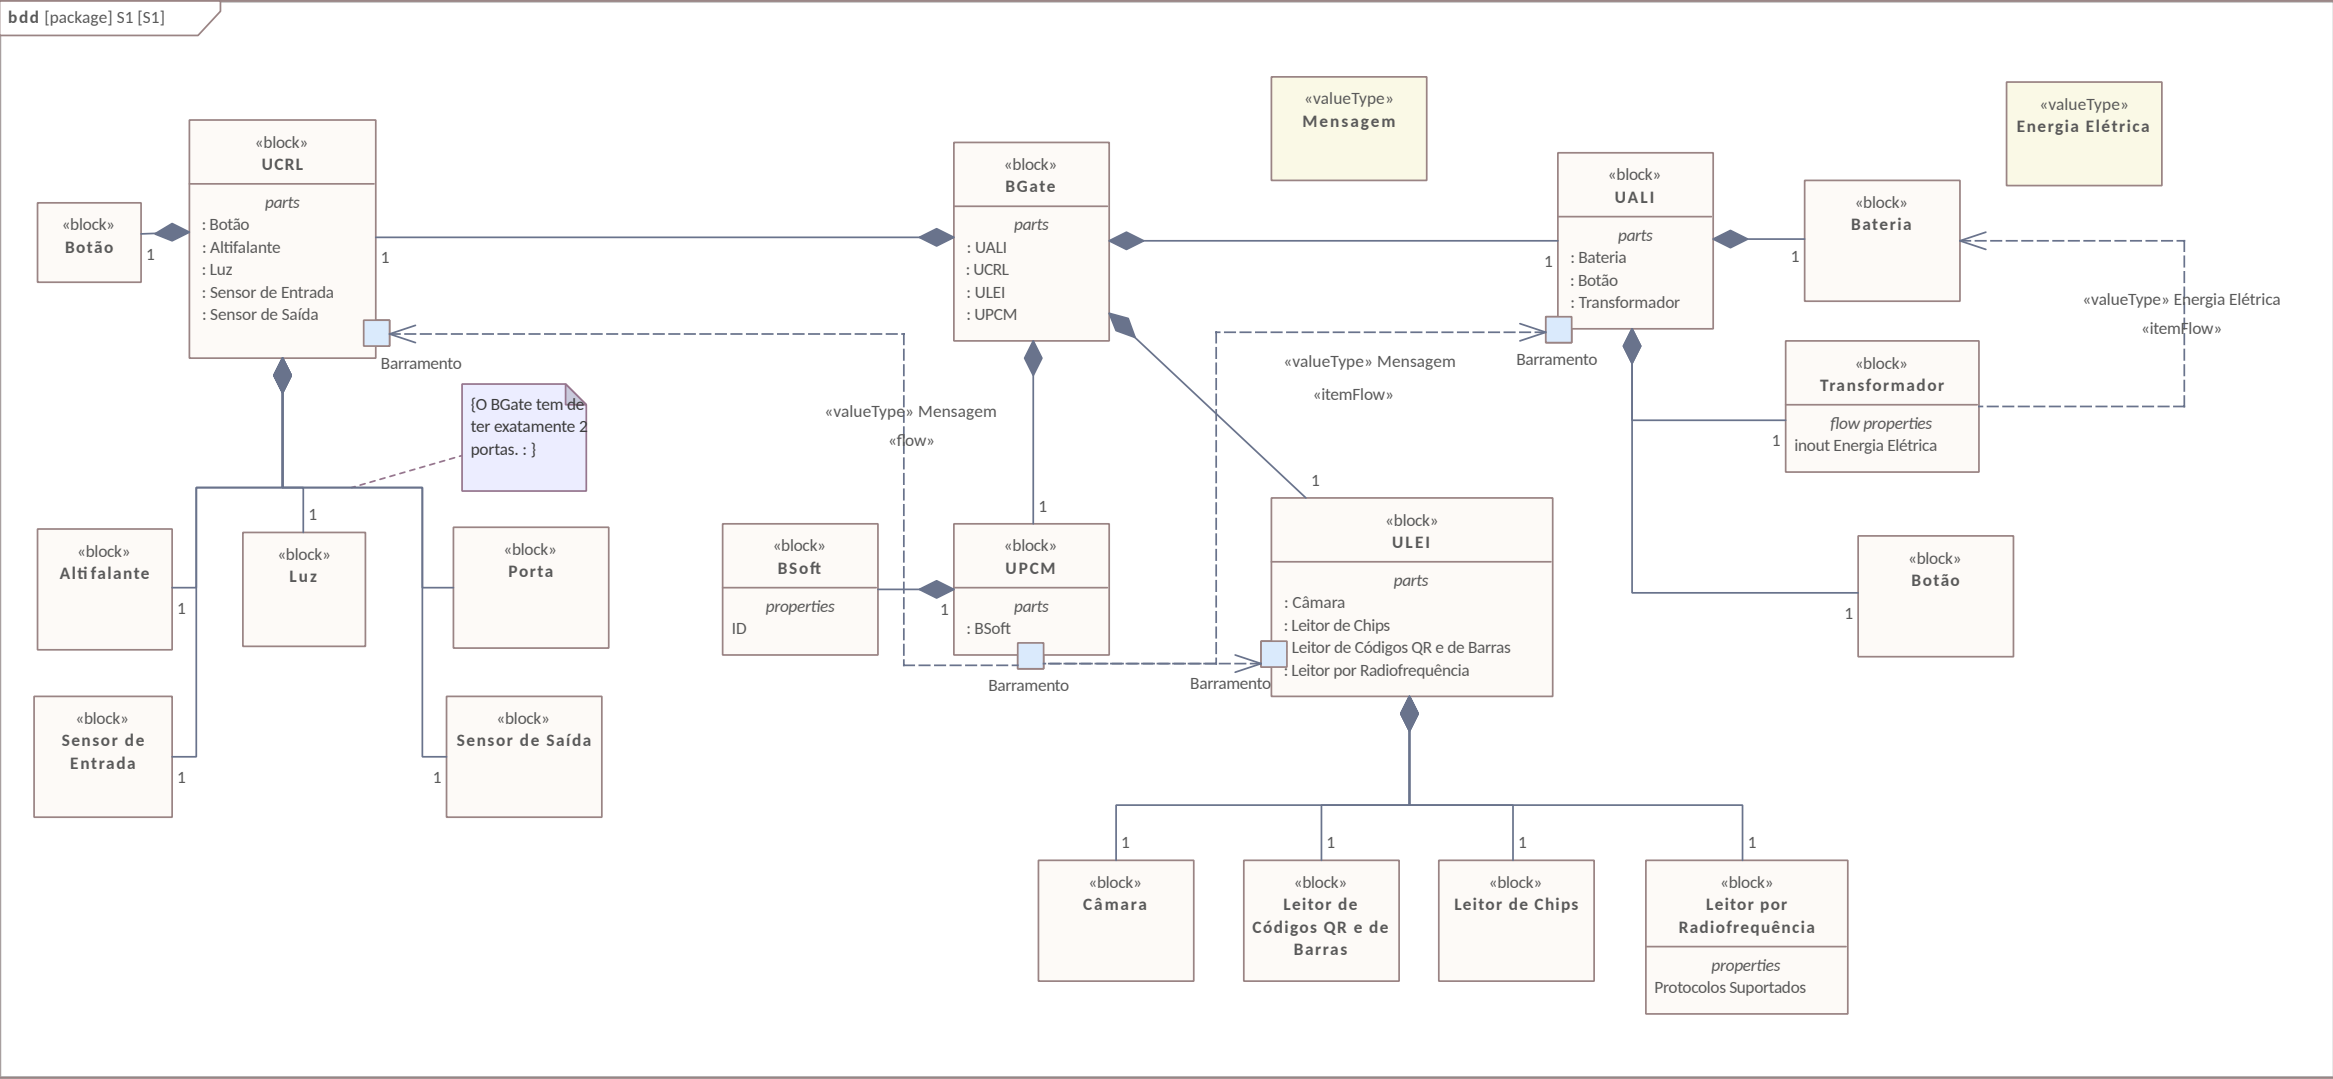 bdd [package] S1 [S1]
«valueType»
Mensagem
«valueType»
Energia Elétrica
«block»
UCRL
parts
: Botão
: Altifalante
: Luz
: Sensor de Entrada
: Sensor de Saída
«block»
Botão
1
1
Barramento
«block»
BGate
parts
: UALI
: UCRL
: ULEI
: UPCM
«block»
UALI
parts
: Bateria
: Botão
: Transformador
1
Barramento
«block»
Bateria
1
«valueType» Energia Elétrica
«itemFlow»
«block»
Transformador
flow properties
inout Energia Elétrica
1
«valueType» Mensagem
«itemFlow»
{O BGate tem de
ter exatamente 2
portas. : }
«valueType» Mensagem
«flow»
1
1
1
«block»
Altifalante
1
«block»
Luz
«block»
Porta
«block»
BSoft
properties
ID
1
«block»
UPCM
parts
: BSoft
Barramento
«block»
ULEI
parts
: Câmara
: Leitor de Chips
Leitor de Códigos QR e de Barras
: Leitor por Radiofrequência
Barramento
«block»
Botão
1
«block»
Sensor de
Entrada
1
«block»
Sensor de Saída
1
1
1
1
1
«block»
Câmara
«block»
Leitor de
Códigos QR e de
Barras
«block»
Leitor de Chips
«block»
Leitor por
Radiofrequência
properties
Protocolos Suportados